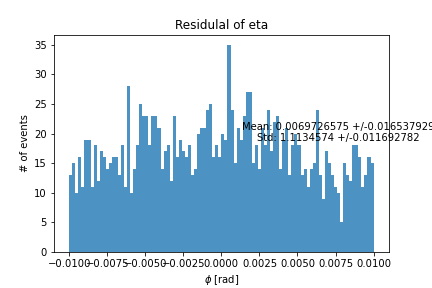 Residulal of eta
35
30
25
20
15
10
5
0
# of events
Mean: 0.0069726575 +/-0.016537929
Std: 1.1134574 +/-0.011692782
−0.0100 −0.0075 −0.0050 −0.0025 0.0000 0.0025 0.0050 0.0075 0.0100
ϕ [rad]